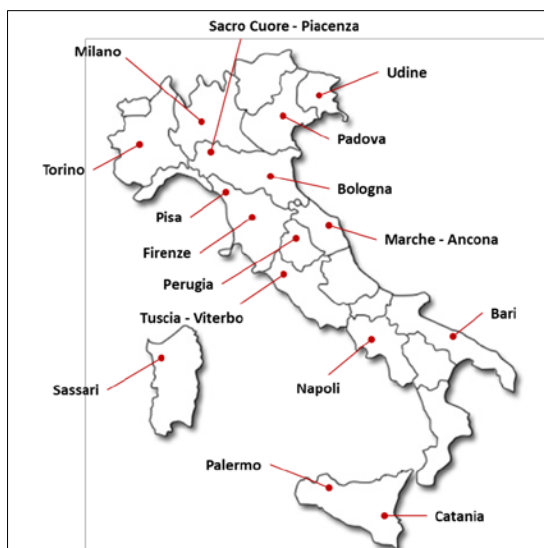 Sacro Cuore - Piacenza
Milano
Udine
Padova
Torino
Bologna
Pisa
Firenze
Marche - Ancona
Perugia
Tuscia - Viterbo
Bari
Sassari
Napoli
Palermo
Catania